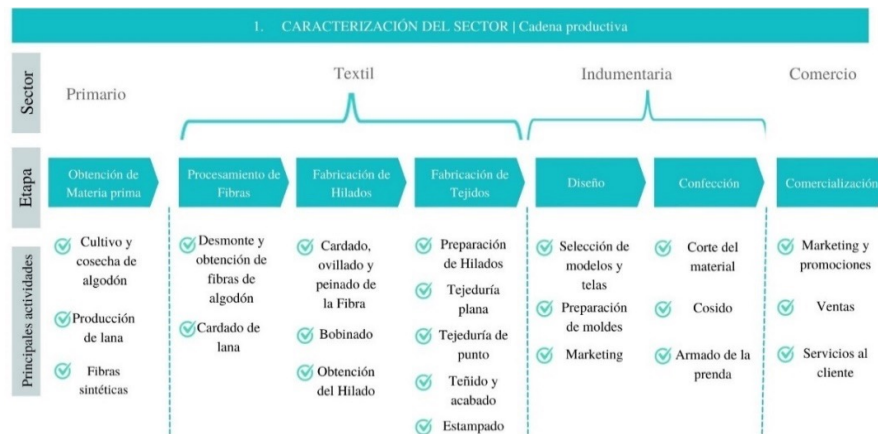 1. CARACTERIZACIÓN DEL SECTOR | Cadena productiva
Sector
Primario
Textil
Indumentaria
Comercio
Etapa
Obtención de
Materia prima
Procesamiento de
Fibras
Fabricación de
Hilados
Fabricación de
Tejidos
Diseño
Confección
Comercialización
Principales actividades
Cultivo y
cosecha de
algodón
Producción
de lana
Fibras
sintéticas
Desmonte y
obtención de
fibras de
algodón
Cardado de
lana
Cardado,
ovillado y
peinado de
la Fibra
Bobinado
Obtención
del Hilado
Preparación
de Hilados
Tejeduría
plana
Tejeduría de
punto
Teñido y
acabado
Estampado
Selección de
modelos y
telas
Preparación
de moldes
Marketing
Corte del
material
Cosido
Armado de la
prenda
Marketing y
promociones
Ventas
Servicios al
cliente